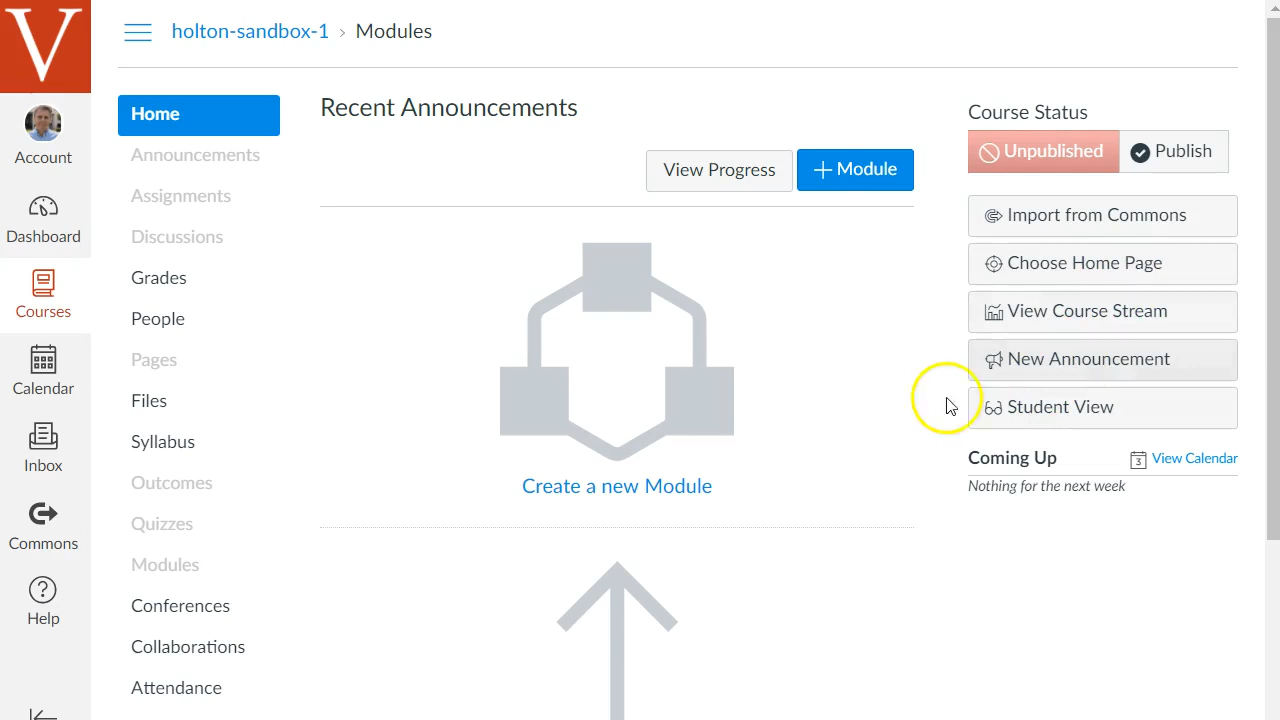 V
holton-sandbox-1 › Modules
Account
Dashboard
Courses
Calendar
Inbox
Commons
Help
Home
Announcements
Assignments
Discussions
Grades
People
Pages
Files
Syllabus
Outcomes
Quizzes
Modules
Conferences
Collaborations
Attendance
Recent Announcements
View Progress
+ Module
Create a new Module
Course Status
Unpublished
Publish
Import from Commons
Choose Home Page
View Course Stream
New Announcement
Student View
Coming Up
3
View Calendar
Nothing for the next week